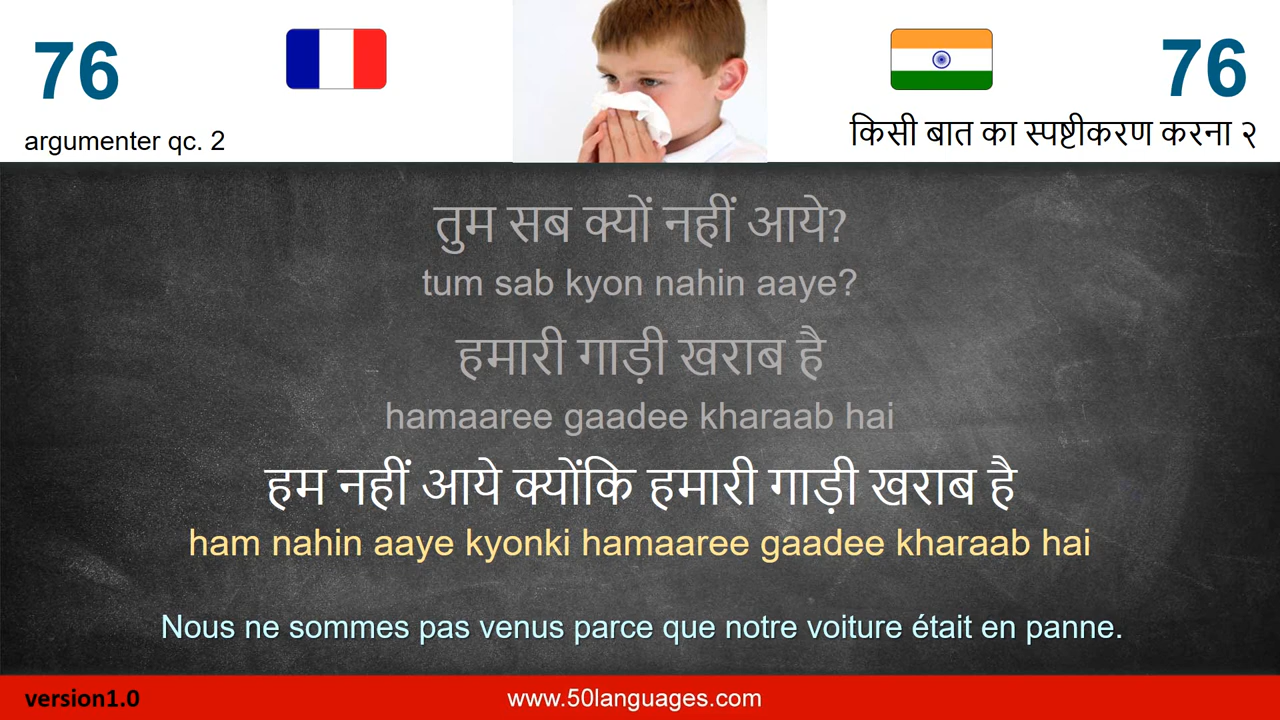 76
76
argumenter qc. 2
किसी बात का स्पष्टीकरण करना २
तुम सब क्यों नहीं आये?
tum sab kyon nahin aaye?
हमारी गाड़ी खराब है
hamaaree gaadee kharaab hai
हम नहीं आये क्योंकि हमारी गाड़ी खराब है
ham nahin aaye kyonki hamaaree gaadee kharaab hai
Nous ne sommes pas venus parce que notre voiture était en panne.
version1.0
www.50languages.com